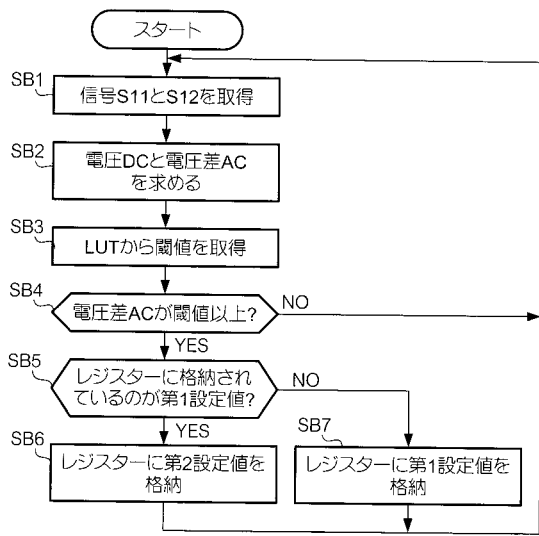 スタート
SB1
信号S11とS12を取得
SB2
電圧DCと電圧差AC
を求める
SB3
LUTから閾値を取得
SB4
電圧差ACが閾値以上?
NO
YES
SB5
レジスターに格納され
ているのが第1設定値?
NO
YES
SB6
レジスターに第2設定値を
格納
SB7
レジスターに第1設定値を
格納